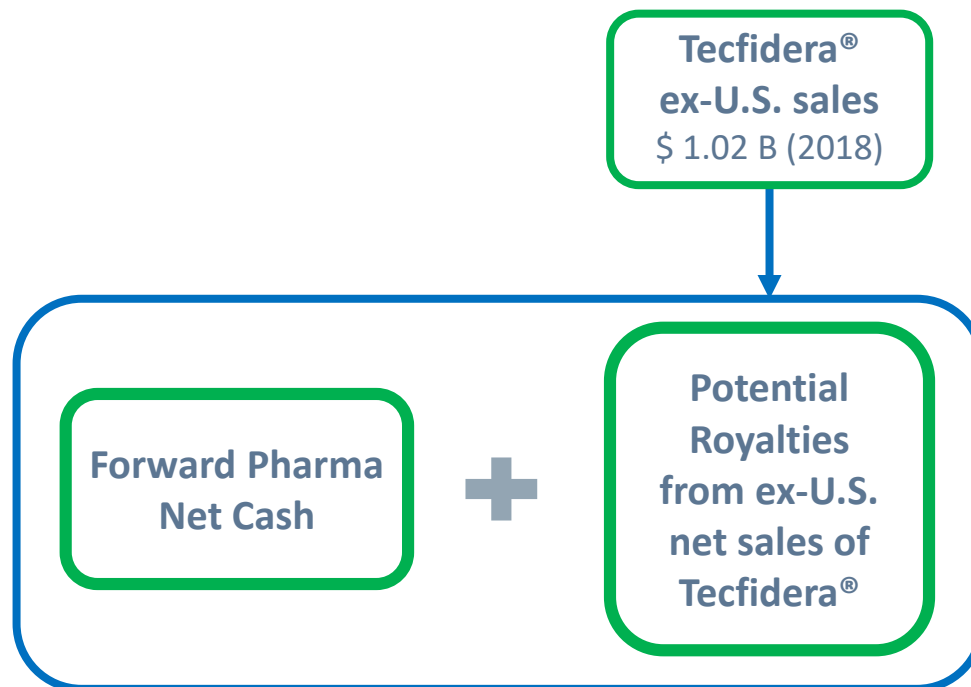 Tecfidera®
ex-U.S. sales
$ 1.02 B (2018)
Forward Pharma
Net Cash
Potential
Royalties
from ex-U.S.
net sales of
Tecfidera®